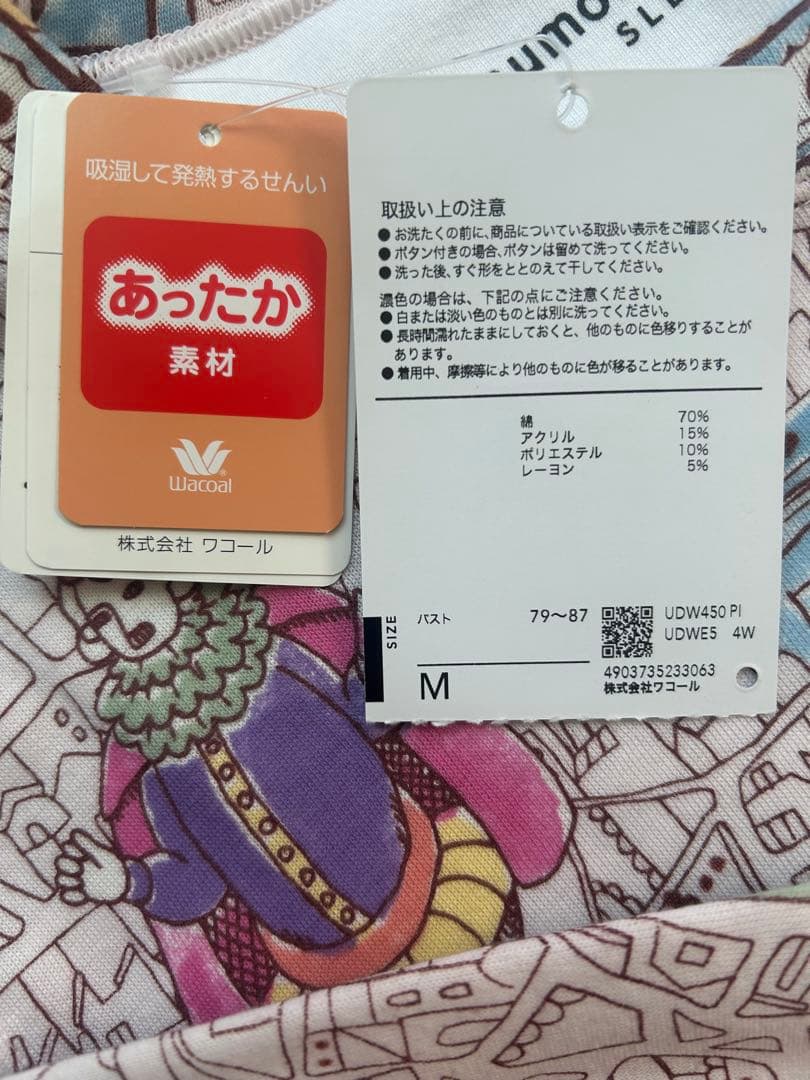 umo
SLE
吸湿して発熱するせんい
あったか
素材
Wacoal
株式会社 ワコール
取扱い上の注意
● お洗たくの前に、商品についている取扱い表示をご確認ください。
● ボタン付きの場合、ボタンは留めて洗ってください。
● 洗った後、すぐ形をととのえて干してください。
濃色の場合は、下記の点にご注意ください。
● 白または淡い色のものとは別に洗ってください。
● 長時間濡れたままにしておくと、他のものに色移りすることが
あります。
● 着用中、摩擦等により他のものに色が移ることがあります。
綿 70%
アクリル 15%
ポリエステル 10%
レーヨン 5%
SIZE
バスト 79〜87
M
UDW450 PI
UDWE5 4W
4903735233063
株式会社ワコール